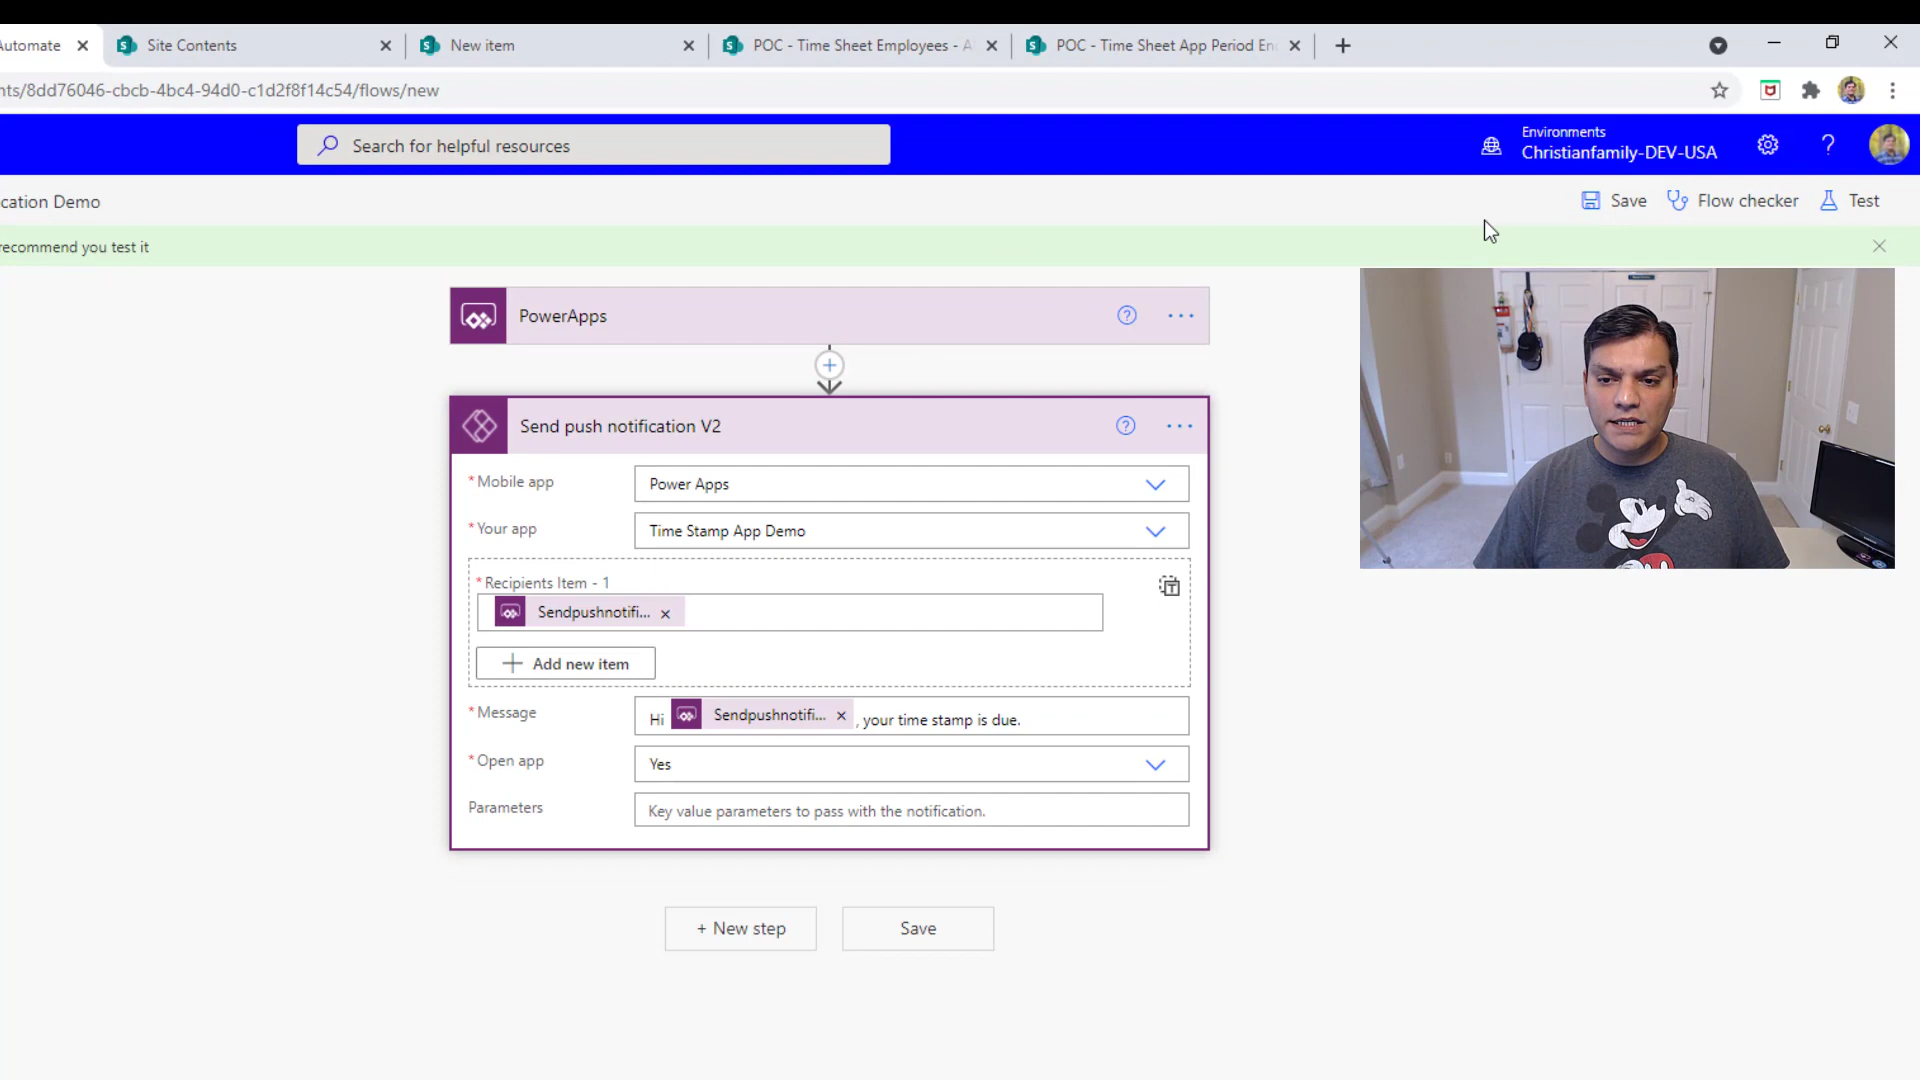 Automate
Site Contents
New item
POC - Time Sheet Employees - A
POC - Time Sheet App Period En
nts/8dd76046-cbcb-4bc4-94d0-c1d2f8f14c54/flows/new
Search for helpful resources
Environments
Christianfamily-DEV-USA
cation Demo
Save
Flow checker
Test
recommend you test it
PowerApps
Send push notification V2
* Mobile app
Power Apps
* Your app
Time Stamp App Demo
* Recipients Item - 1
Sendpushnotifi... ×
+ Add new item
* Message
Hi Sendpushnotifi... × , your time stamp is due.
* Open app
Yes
Parameters
Key value parameters to pass with the notification.
+ New step
Save